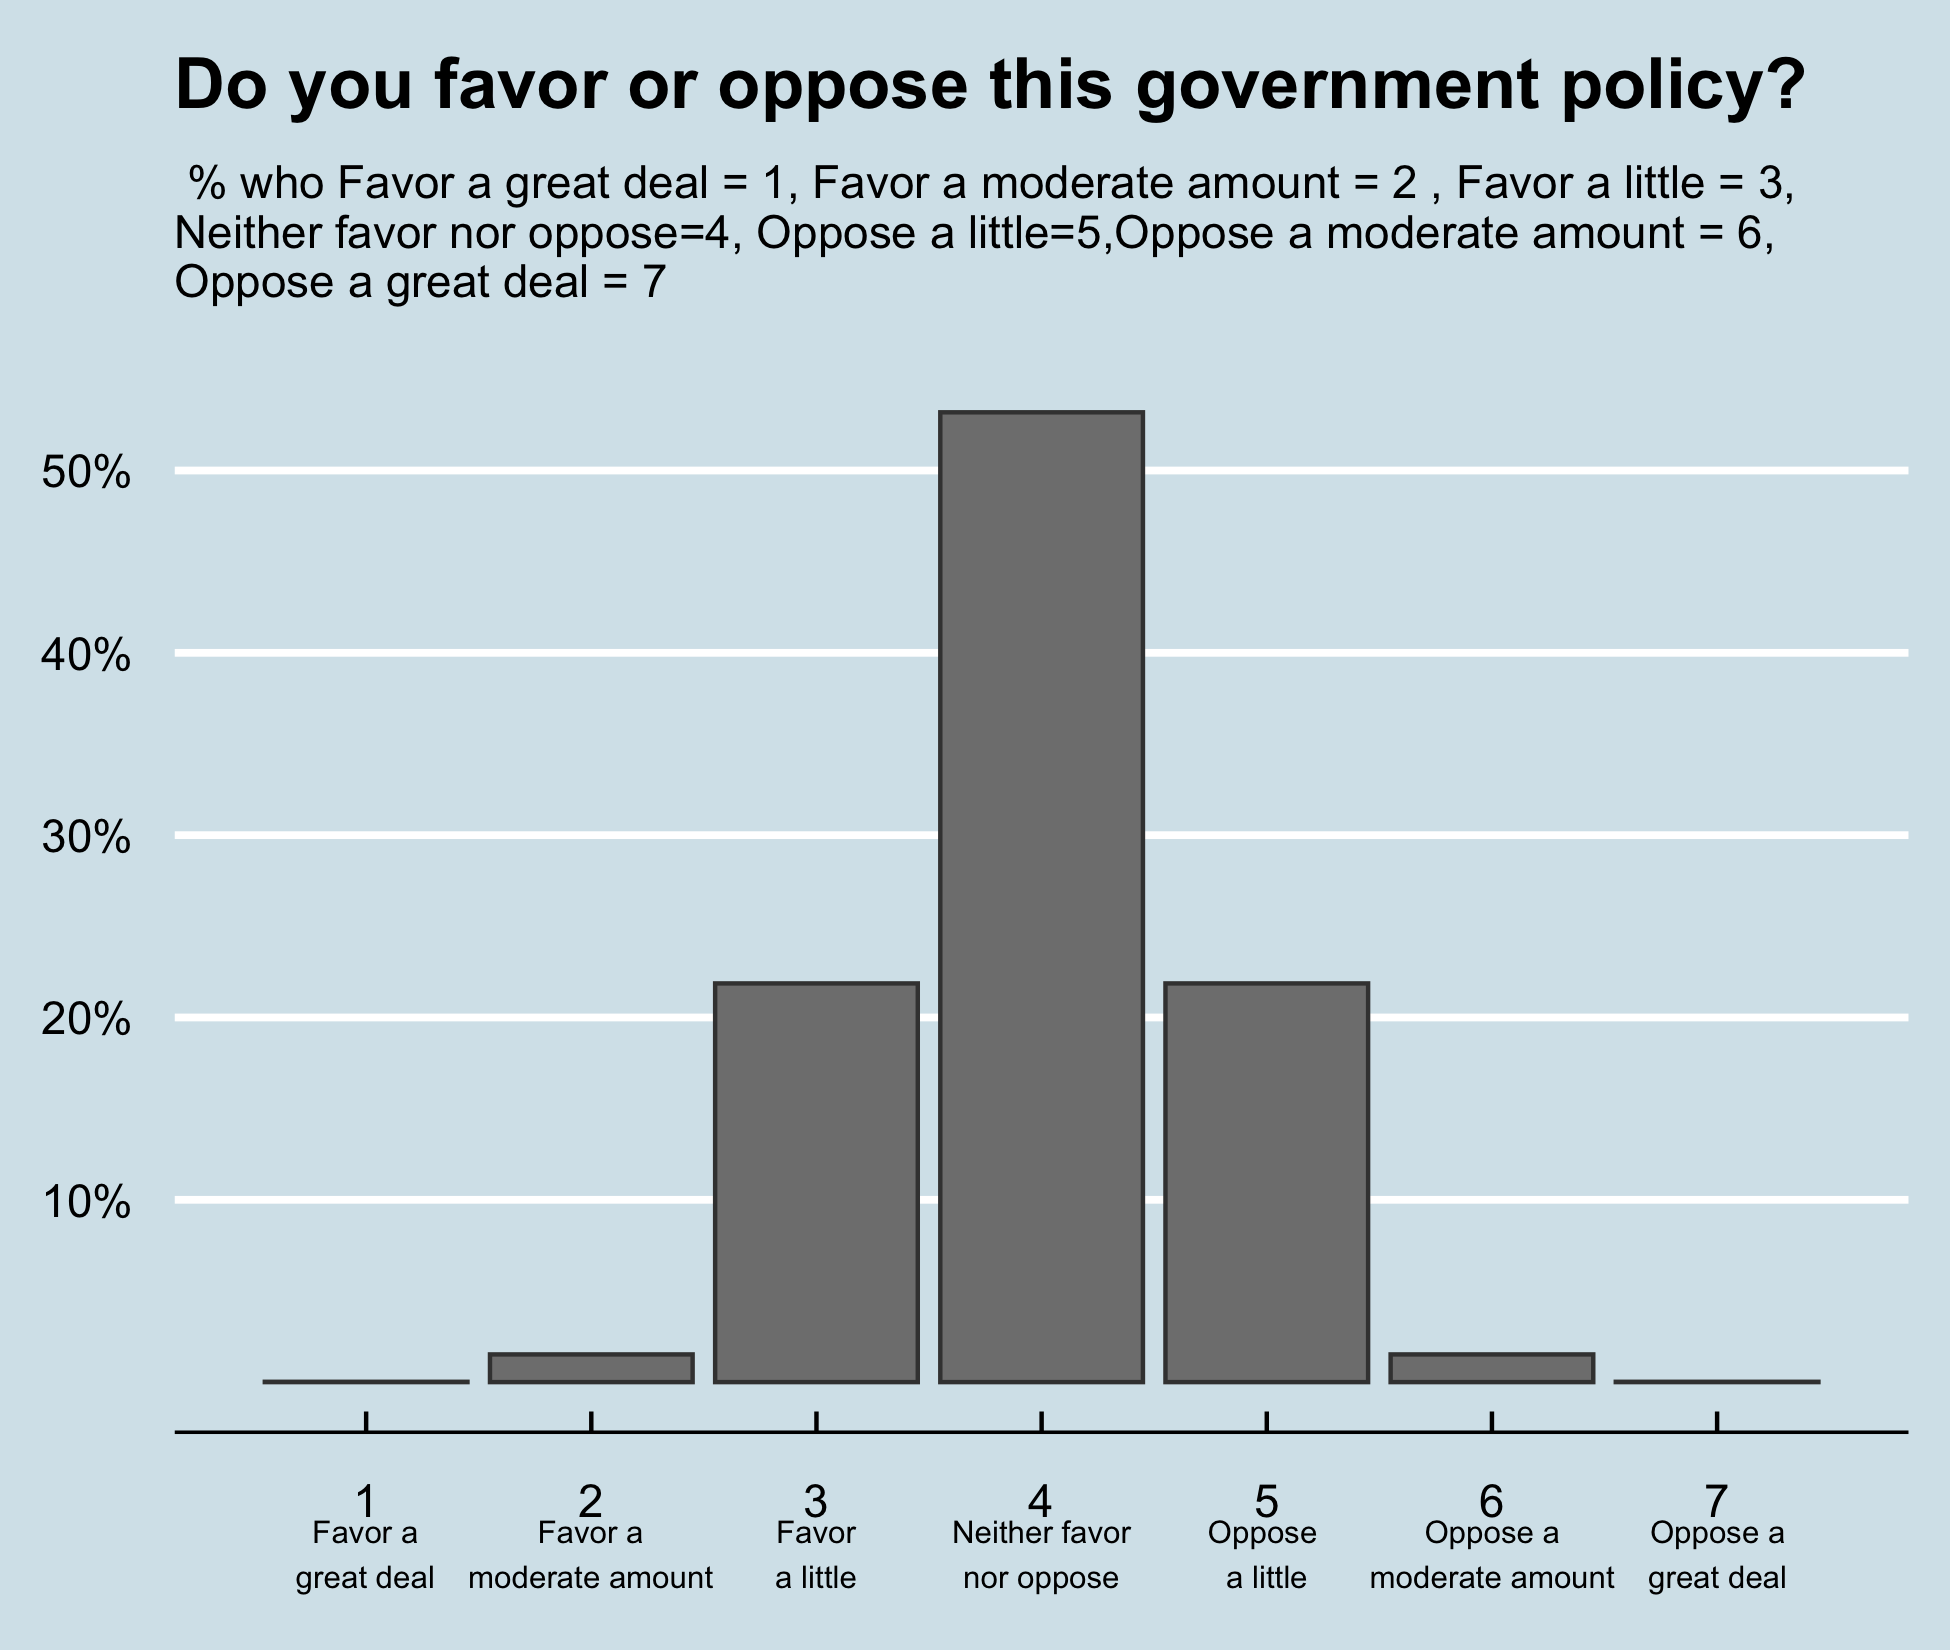 Do you favor or oppose this government policy?
% who Favor a great deal = 1, Favor a moderate amount = 2 , Favor a little = 3,
Neither favor nor oppose=4, Oppose a little=5,Oppose a moderate amount = 6,
Oppose a great deal = 7
50%
40%
30%
20%
10%
1 2 3 4 5 6 7
Favor a Favor a Favor Neither favor Oppose Oppose a Oppose a
great deal moderate amount a little nor oppose a little moderate amount great deal